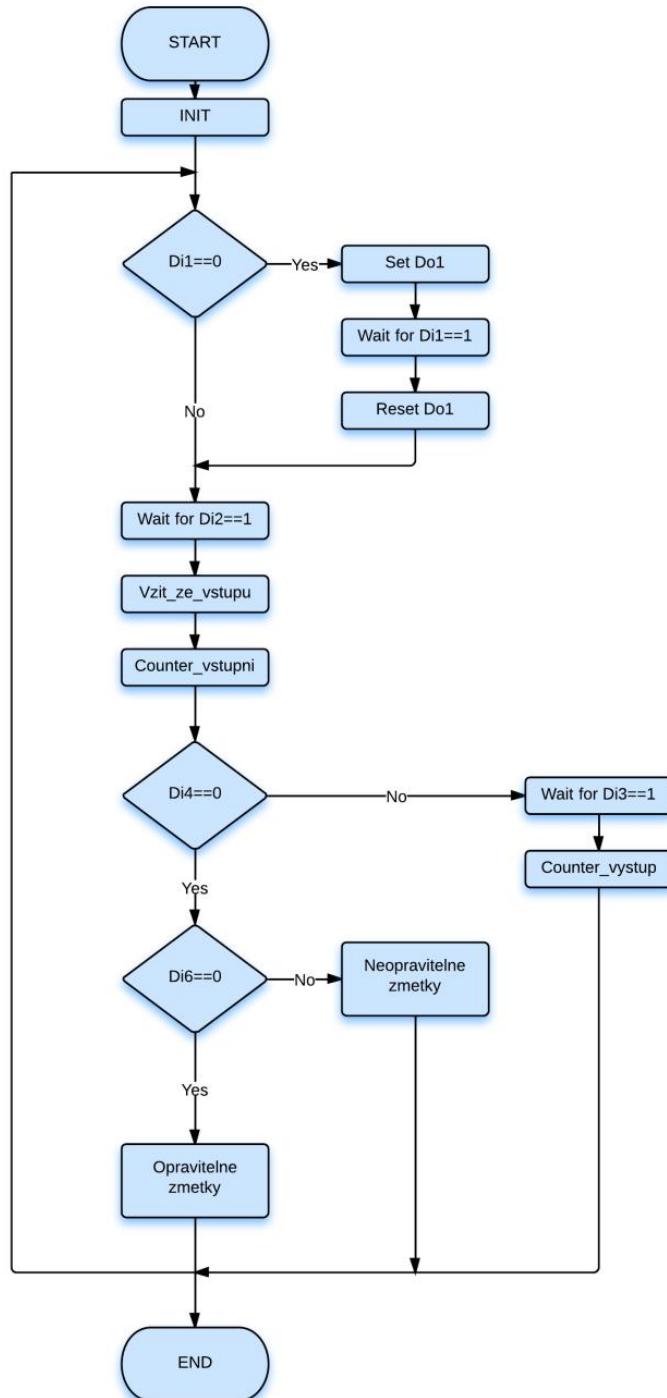 START
INIT
Di1==0
Yes
Set Do1
Wait for Di1==1
No
Reset Do1
Wait for Di2==1
Vzit_ze_vstupu
Counter_vstupni
Di4==0
No
Wait for Di3==1
Counter_vystup
Yes
Di6==0
No
Neopravitelne
zmetky
Yes
Opravitelne
zmetky
END